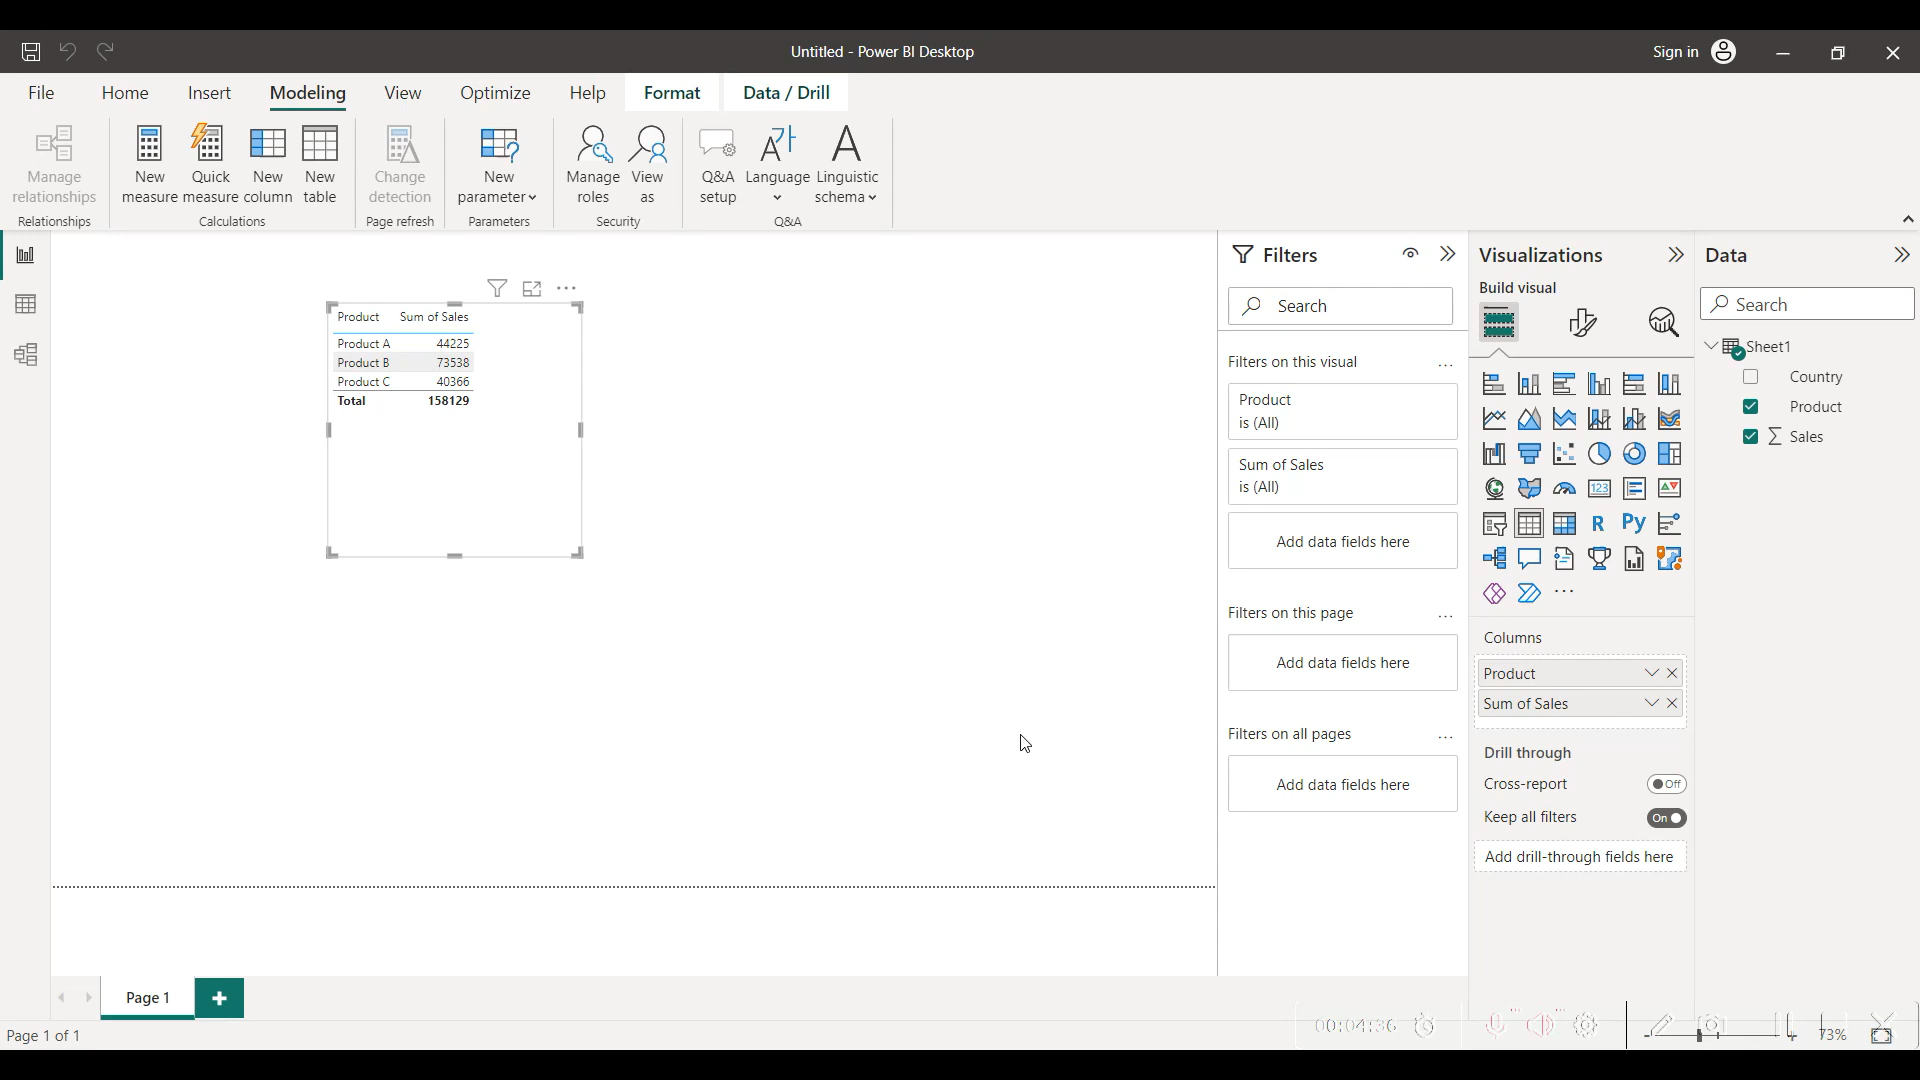 Untitled - Power BI Desktop
Sign in
File Home Insert Modeling View Optimize Help Format Data / Drill
Manage relationships
Relationships
New measure
Quick measure
New column
New table
Calculations
Change detection
Page refresh
New parameter
Parameters
Manage roles
View as
Security
Q&A setup
Language
Linguistic schema
Q&A
Product Sum of Sales
Product A 44225
Product B 73538
Product C 40366
Total 158129
Filters
Search
Filters on this visual ...
Product
is (All)
Sum of Sales
is (All)
Add data fields here
Filters on this page ...
Add data fields here
Filters on all pages ...
Add data fields here
Visualizations
Build visual
123
R
Py
...
Columns
Product
Sum of Sales
Drill through
Cross-report Off
Keep all filters On
Add drill-through fields here
Data
Search
Sheet1
Country
Product
Σ Sales
Page 1
+
Page 1 of 1
00:04:36
- + 73%